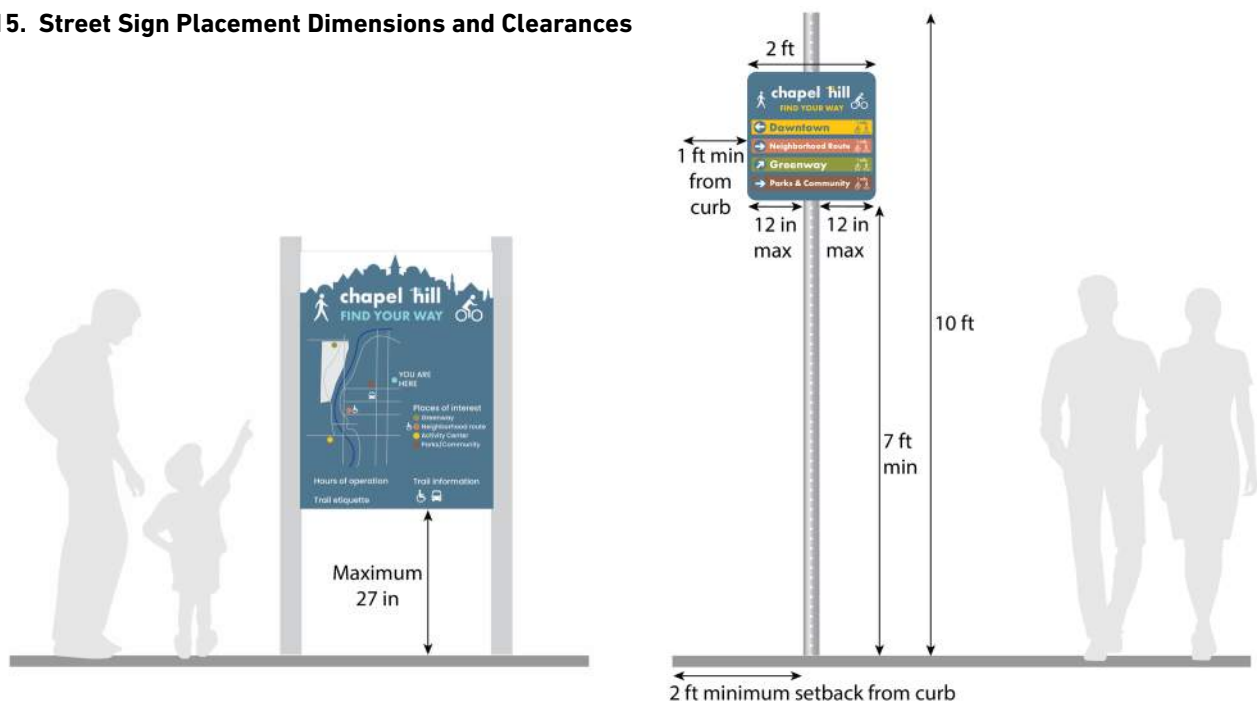 15. Street Sign Placement Dimensions and Clearances
chapel hill
FIND YOUR WAY
YOU ARE
HERE
Places of interest
Greenway
Neighborhood route
Activity Center
Parks/Community
Hours of operation
Trail information
Trail etiquette
Maximum
27 in
2 ft
chapel hill
FIND YOUR WAY
Downtown
Neighborhood Route
Greenway
Parks & Community
1 ft min
from
curb
12 in
max
12 in
max
10 ft
7 ft
min
2 ft minimum setback from curb